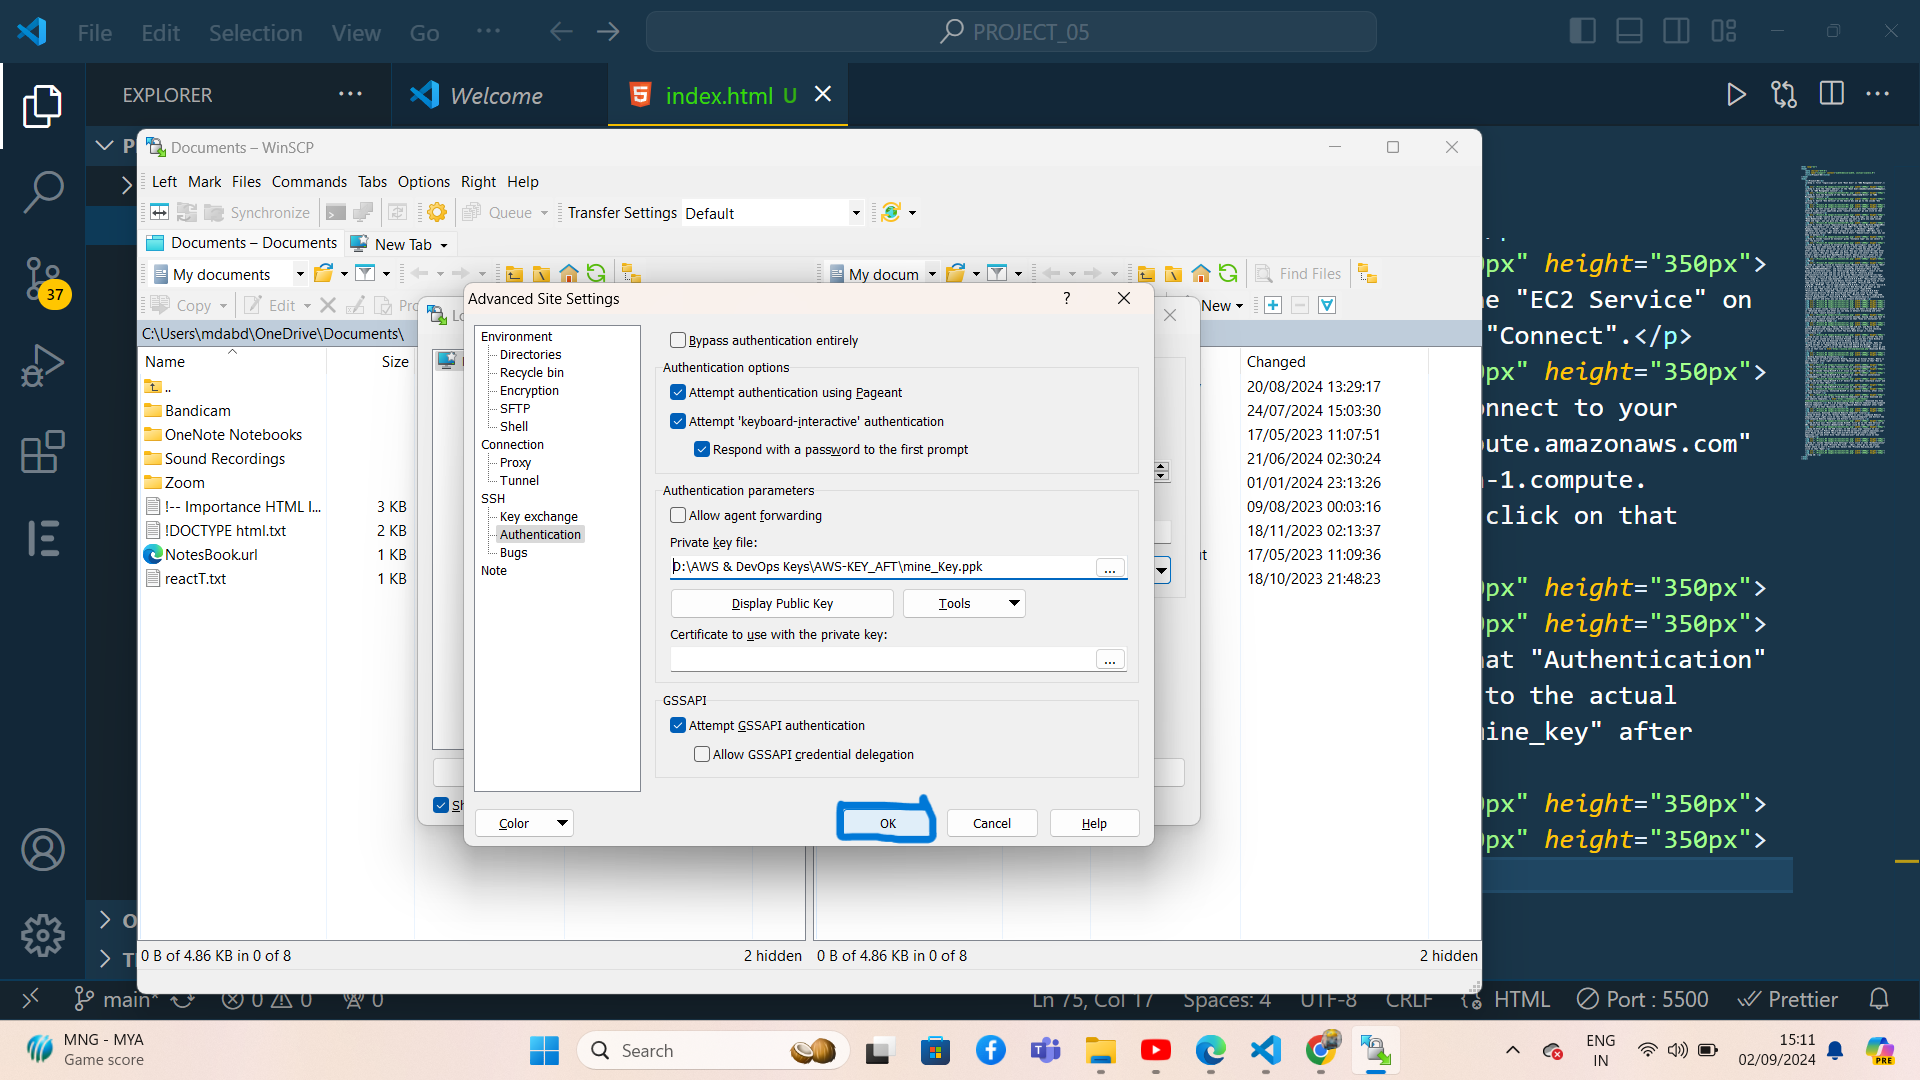 File Edit Selection View Go ... PROJECT_05
EXPLORER ... Welcome index.html U
Documents – WinSCP
Left Mark Files Commands Tabs Options Right Help
Synchronize Queue Transfer Settings Default
Documents – Documents New Tab
My documents My docum Find Files
Copy Edit New
C:\Users\mdabd\OneDrive\Documents\
Name Size Changed
..
20/08/2024 13:29:17
Bandicam
24/07/2024 15:03:30
OneNote Notebooks
17/05/2023 11:07:51
Sound Recordings
21/06/2024 02:30:24
Zoom
01/01/2024 23:13:26
!-- Importance HTML I... 3 KB
09/08/2023 00:03:16
!DOCTYPE html.txt 2 KB
18/11/2023 02:13:37
NotesBook.url 1 KB
17/05/2023 11:09:36
reactT.txt 1 KB
18/10/2023 21:48:23
Advanced Site Settings ?
Environment
Directories
Recycle bin
Encryption
SFTP
Shell
Connection
Proxy
Tunnel
SSH
Key exchange
Authentication
Bugs
Note
Bypass authentication entirely
Authentication options
Attempt authentication using Pageant
Attempt 'keyboard-interactive' authentication
Respond with a password to the first prompt
Authentication parameters
Allow agent forwarding
Private key file:
D:\AWS & DevOps Keys\AWS-KEY_AFT\mine_Key.ppk ...
Display Public Key Tools
Certificate to use with the private key:
...
GSSAPI
Attempt GSSAPI authentication
Allow GSSAPI credential delegation
Color OK Cancel Help
0 B of 4.86 KB in 0 of 8 2 hidden 0 B of 4.86 KB in 0 of 8 2 hidden
px" height="350px">
"EC2 Service" on
"Connect".</p>
px" height="350px">
nnect to your
ute.amazonaws.com"
-1.compute.
click on that
px" height="350px">
px" height="350px">
at "Authentication"
to the actual
mine_key" after
px" height="350px">
px" height="350px">
37
main* 0 0 0 Ln 75, Col 17 Spaces: 4 UTF-8 CRLF HTML Port : 5500 Prettier
MNG - MYA
Game score
Search
ENG
IN
15:11
02/09/2024
PRE